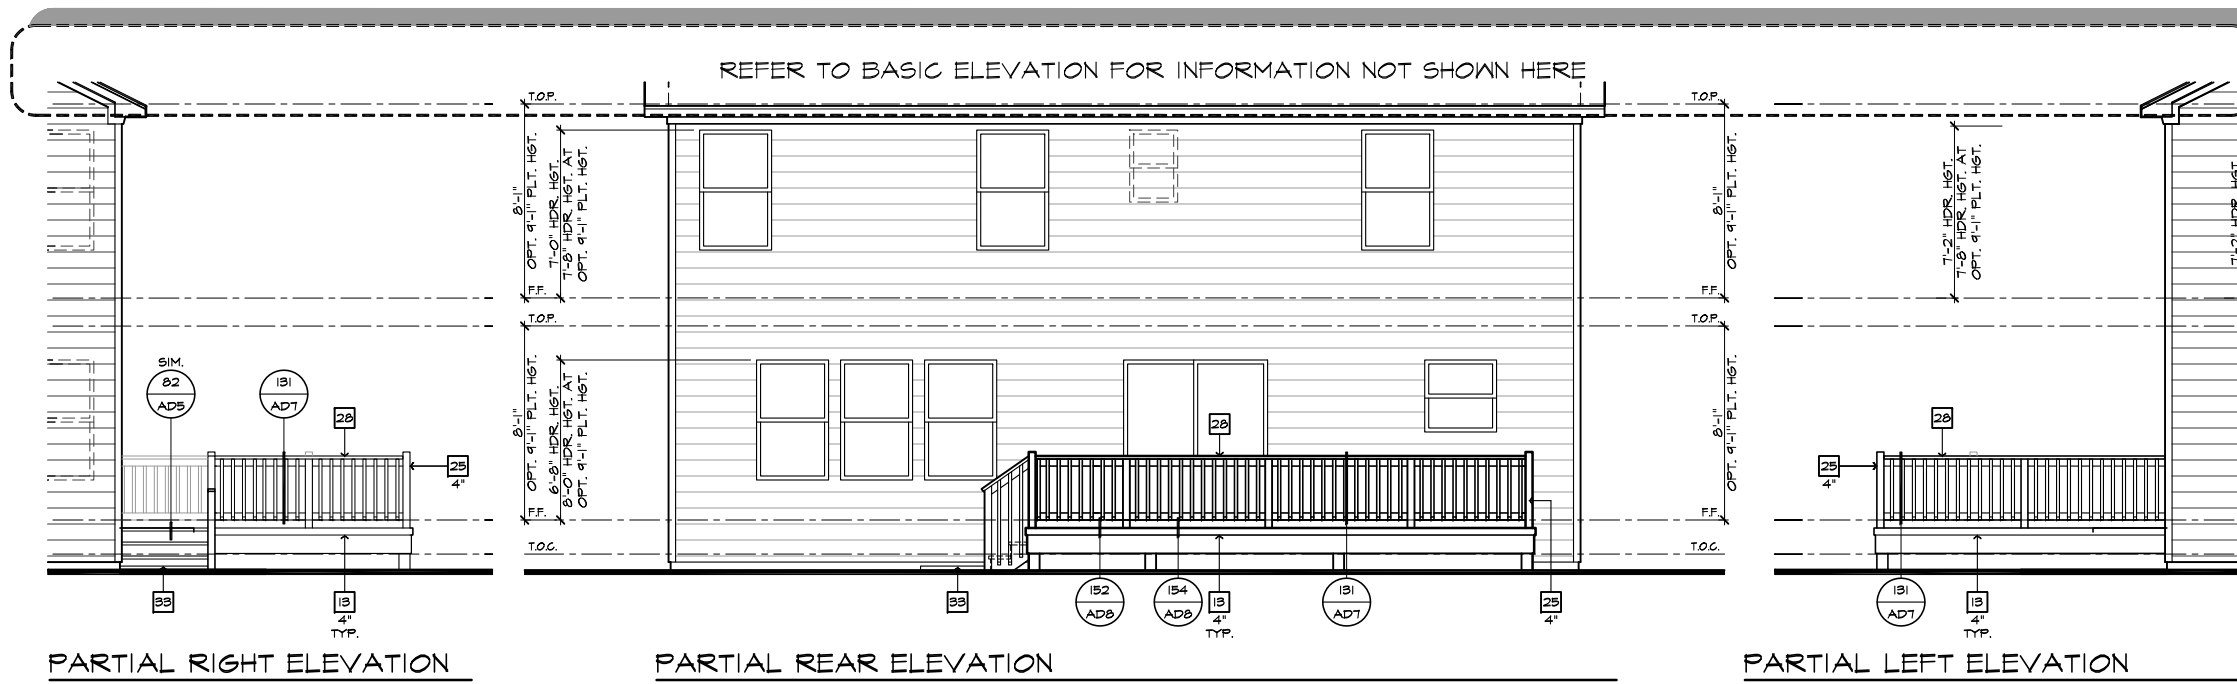 REFER TO BASIC ELEVATION FOR INFORMATION NOT SHOWN HERE
T.O.P.
8'-1"
OPT. 9'-1" PLT. HGT.
7'-0" HDR. HGT.
7'-8" HDR. HGT. AT
OPT. 9'-1" PLT. HGT.
F.F.
T.O.P.
8'-1"
OPT. 9'-1" PLT. HGT.
6'-8" HDR. HGT.
8'-0" HDR. HGT. AT
OPT. 9'-1" PLT. HGT.
F.F.
T.O.C.
SIM.
82
AD5
131
AD7
28
25
4"
33
13
4"
TYP.
PARTIAL RIGHT ELEVATION
28
33
152
AD8
154
AD8
13
4"
TYP.
131
AD7
25
4"
PARTIAL REAR ELEVATION
T.O.P.
8'-1"
OPT. 9'-1" PLT. HGT.
F.F.
T.O.P.
8'-1"
OPT. 9'-1" PLT. HGT.
F.F.
T.O.C.
7'-2" HDR. HGT.
7'-8" HDR. HGT. AT
OPT. 9'-1" PLT. HGT.
7'-2" HDR. HGT.
28
25
4"
131
AD7
13
4"
TYP.
PARTIAL LEFT ELEVATION